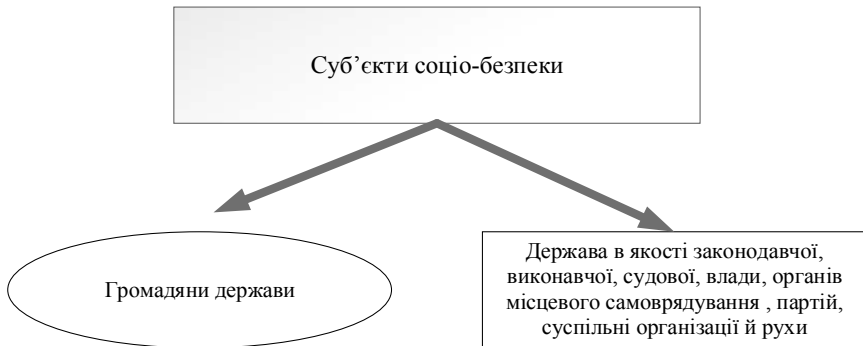 Суб’єкти соціо-безпеки
Громадяни держави
Держава в якості законодавчої,
виконавчої, судової, влади, органів
місцевого самоврядування , партій,
суспільні організації й рухи